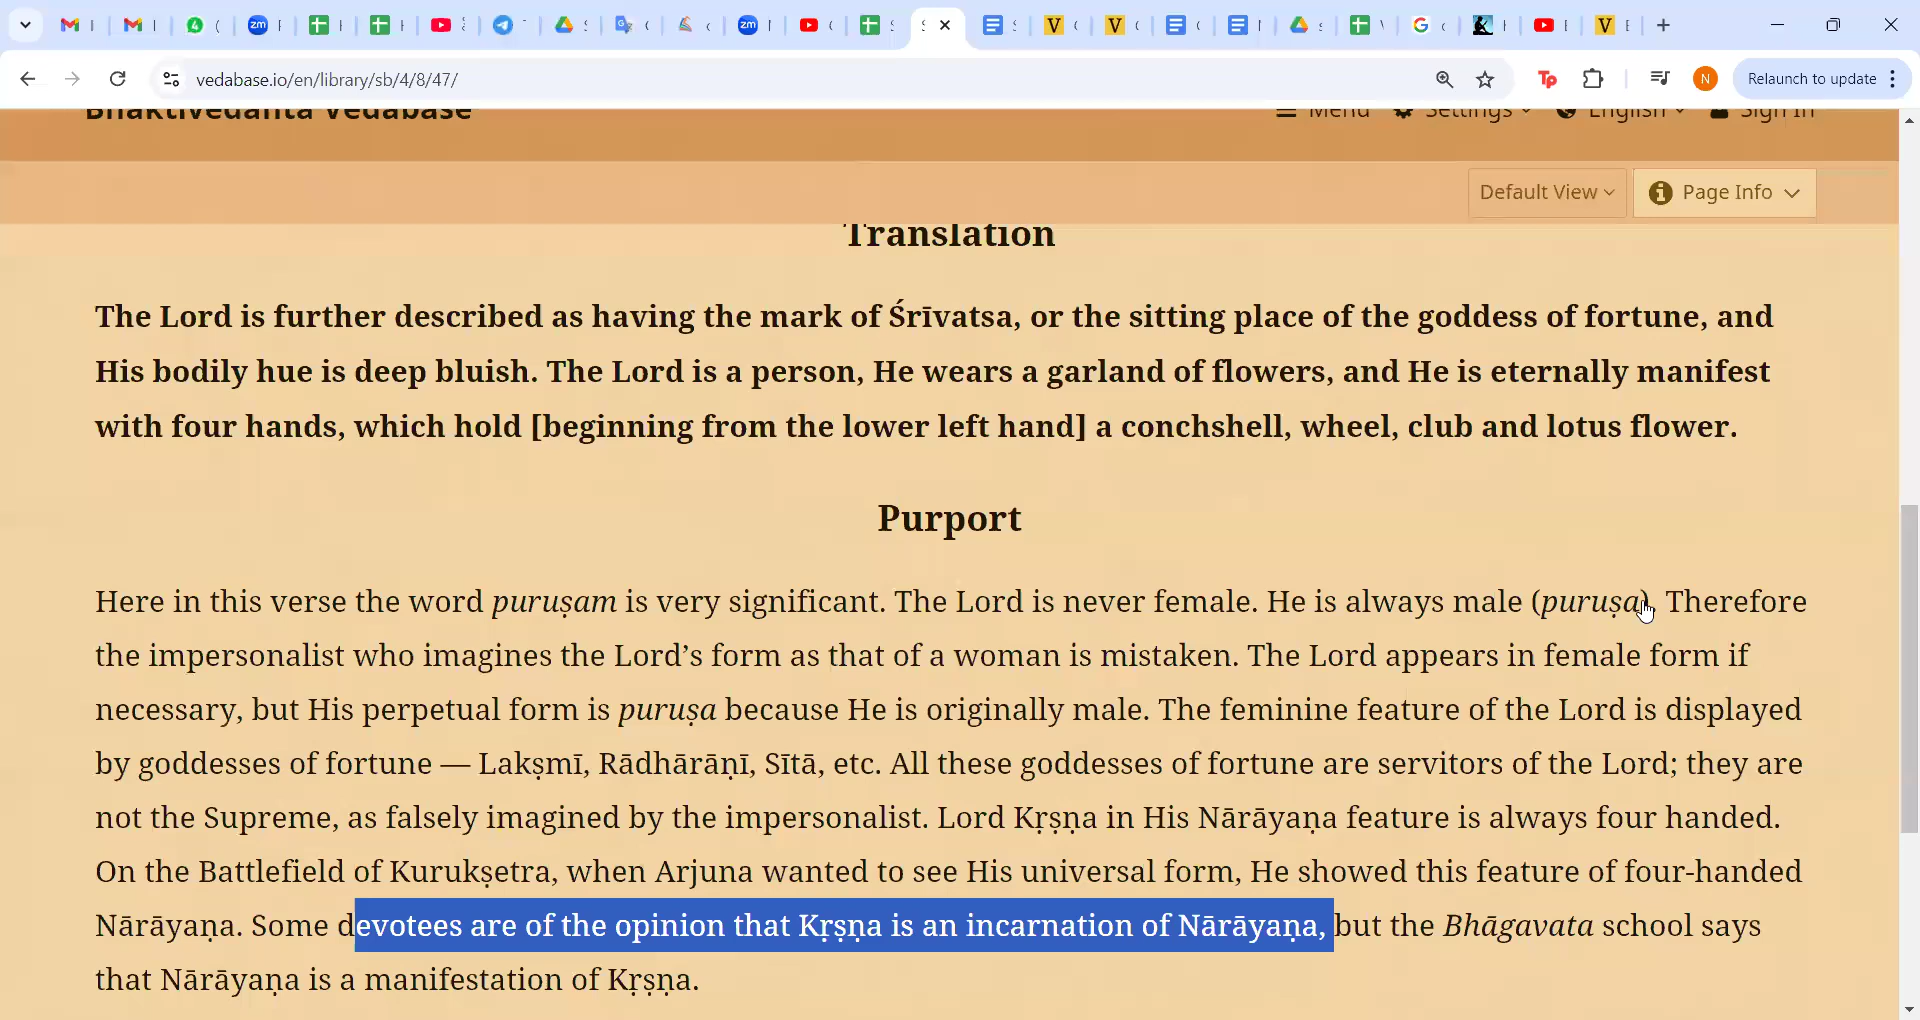 vedabase.io/en/library/sb/4/8/47/
Relaunch to update
Bhaktivedanta Vedabase
Menu Settings English Sign In
Default View Page Info
Translation
The Lord is further described as having the mark of Śrīvatsa, or the sitting place of the goddess of fortune, and
His bodily hue is deep bluish. The Lord is a person, He wears a garland of flowers, and He is eternally manifest
with four hands, which hold [beginning from the lower left hand] a conchshell, wheel, club and lotus flower.
Purport
Here in this verse the word puruṣam is very significant. The Lord is never female. He is always male (puruṣa). Therefore
the impersonalist who imagines the Lord’s form as that of a woman is mistaken. The Lord appears in female form if
necessary, but His perpetual form is puruṣa because He is originally male. The feminine feature of the Lord is displayed
by goddesses of fortune — Lakṣmī, Rādhārāṇī, Sītā, etc. All these goddesses of fortune are servitors of the Lord; they are
not the Supreme, as falsely imagined by the impersonalist. Lord Kṛṣṇa in His Nārāyaṇa feature is always four handed.
On the Battlefield of Kurukṣetra, when Arjuna wanted to see His universal form, He showed this feature of four-handed
Nārāyaṇa. Some devotees are of the opinion that Kṛṣṇa is an incarnation of Nārāyaṇa, but the Bhāgavata school says
that Nārāyaṇa is a manifestation of Kṛṣṇa.